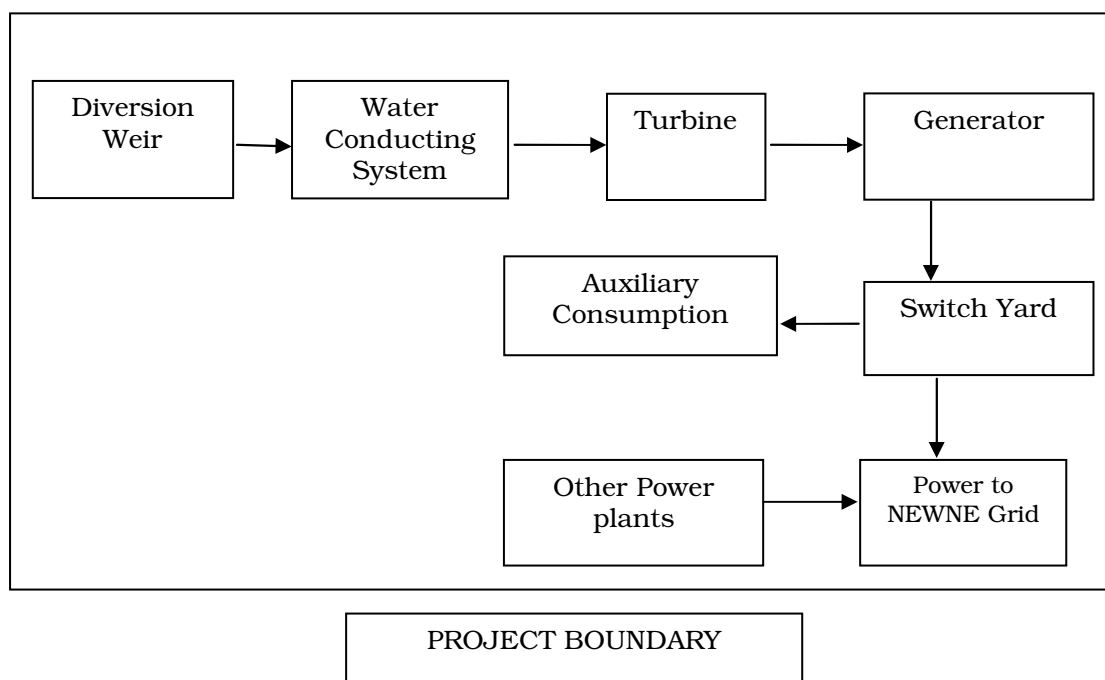 Diversion
Weir
Water
Conducting
System
Turbine
Generator
Auxiliary
Consumption
Switch Yard
Other Power
plants
Power to
NEWNE Grid
PROJECT BOUNDARY